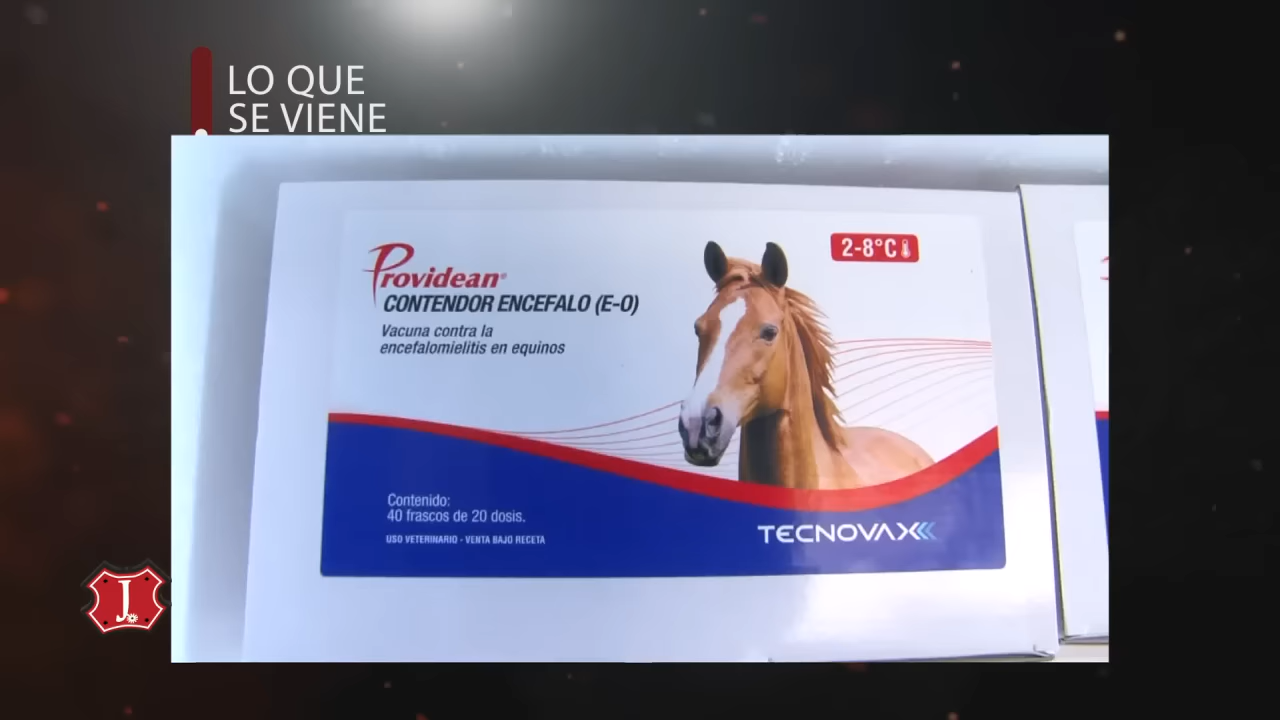 LO QUE
SE VIENE
Providean®
CONTENDOR ENCEFALO (E-O)
Vacuna contra la
encefalomielitis en equinos
2-8°C
Contenido:
40 frascos de 20 dosis.
USO VETERINARIO - VENTA BAJO RECETA
TECNOVAX
J